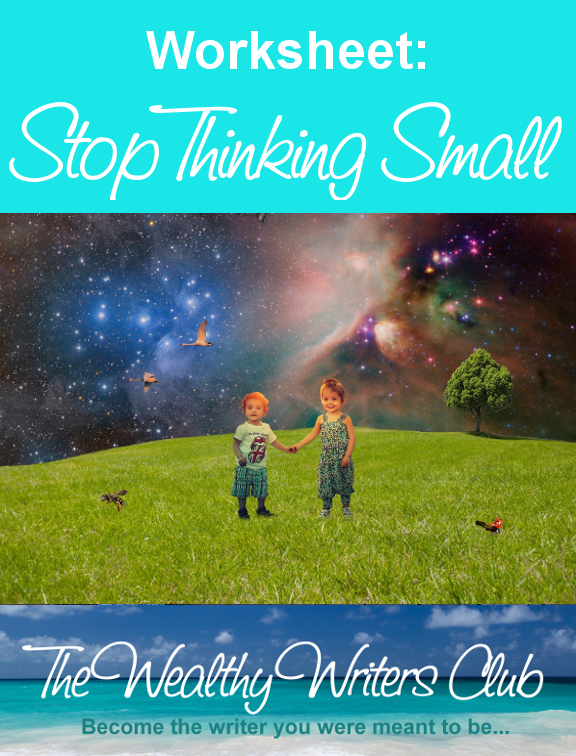 Worksheet:
Stop Thinking Small
The Wealthy Writers Club
Become the writer you were meant to be...